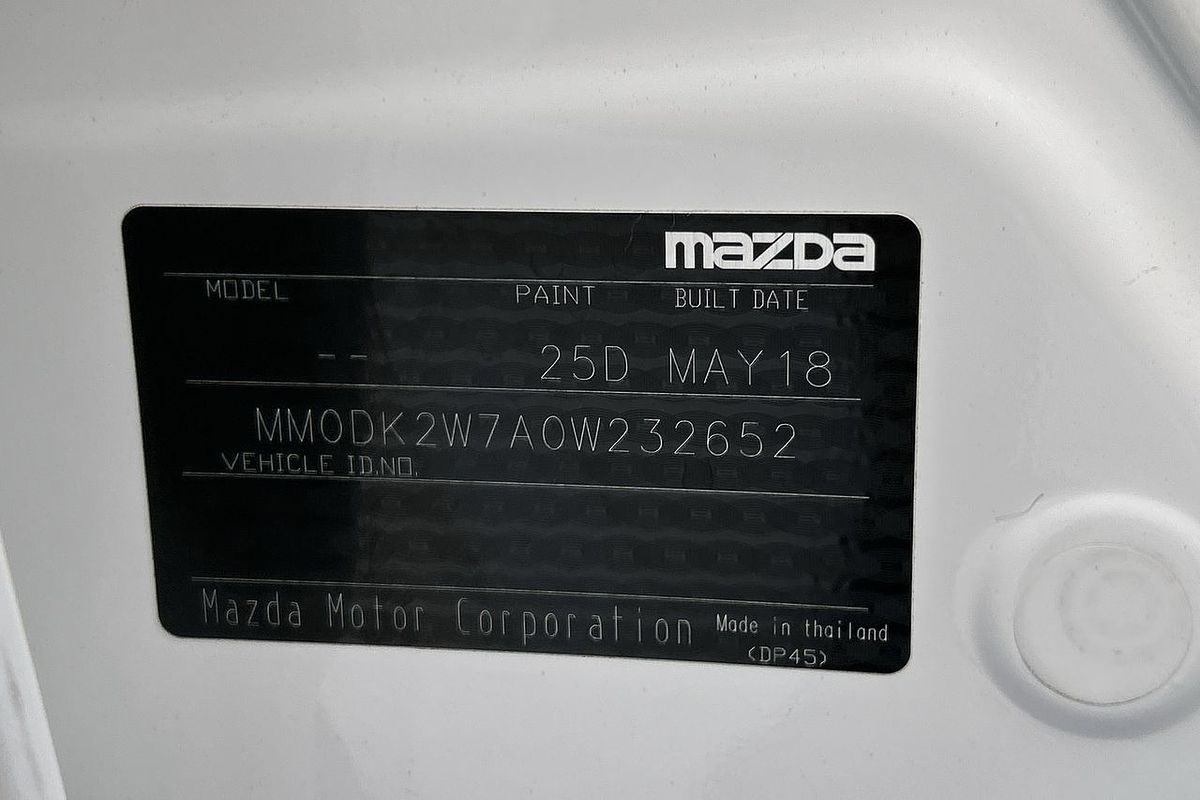 mazda
MODEL PAINT BUILT DATE
-- 25D MAY18
MM0DK2W7A0W232652
VEHICLE ID.NO.
Mazda Motor Corporation Made in thailand
(DP45)